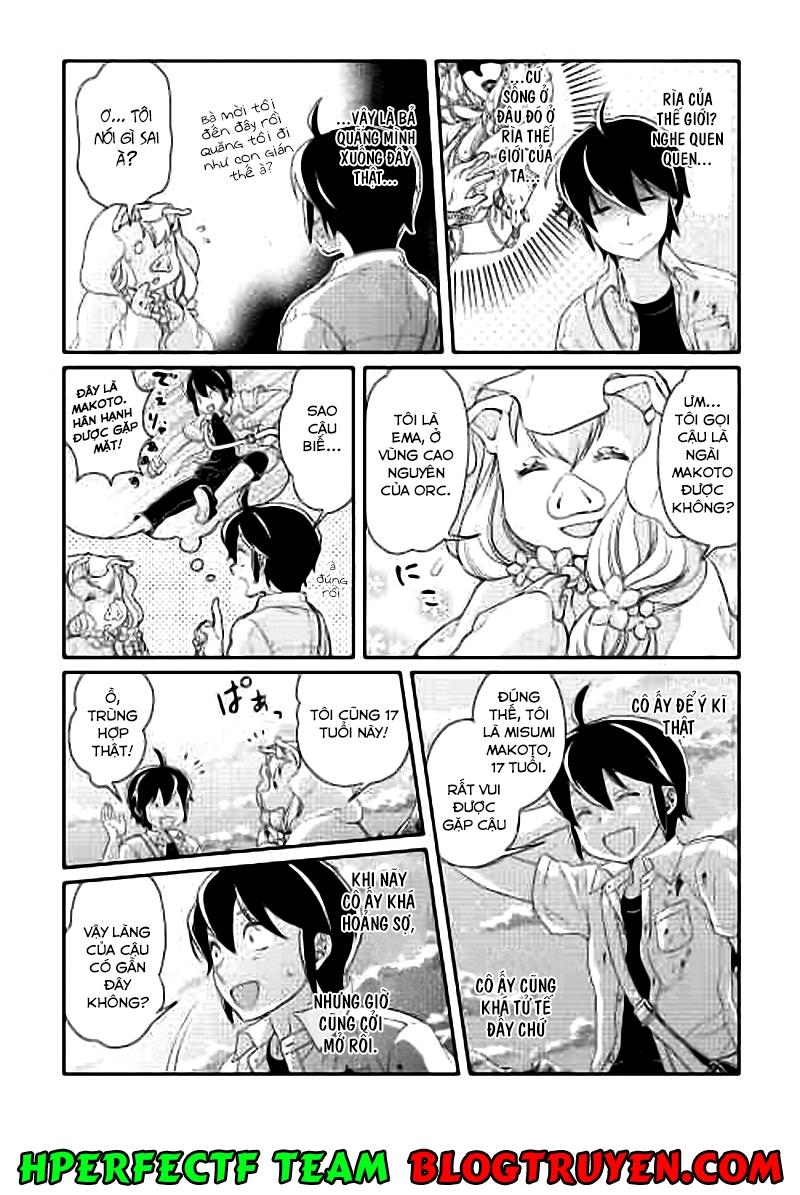 ...CỨ
SỐNG Ở
ĐÂU ĐÓ Ở
RÌA THẾ
GIỚI CỦA
TA...
RÌA CỦA
THẾ GIỚI?
NGHE QUEN
QUEN...
Ơ... TÔI
NÓI GÌ SAI
À?
Bà mời tôi
đến đây rồi
quăng tôi đi
như con gián
thế à?
...VẬY LÀ BẢ
QUĂNG MÌNH
XUỐNG ĐÂY
THẬT...
ƯM...
TÔI GỌI
CẬU LÀ
NGÀI
MAKOTO
ĐƯỢC
KHÔNG?
TÔI LÀ
EMA, Ở
VÙNG CAO
NGUYÊN
CỦA ORC.
に
こ
SAO
CẬU
BIẾ...
ĐÂY LÀ
MAKOTO.
HÂN HẠNH
ĐƯỢC GẶP
MẶT!
à
đúng
rồi
CÔ ẤY ĐỂ Ý KĨ
THẬT
ĐÚNG
THẾ, TÔI
LÀ MISUMI
MAKOTO,
17 TUỔI.
RẤT VUI
ĐƯỢC
GẶP CẬU
CÔ ẤY CŨNG
KHÁ TỬ TẾ
ĐẤY CHỨ
TÔI CŨNG 17
TUỔI NÀY!
ぱあっ
Ồ,
TRÙNG
HỢP
THẬT!
KHI NÃY
CÔ ẤY KHÁ
HOẢNG SỢ,
NHƯNG GIỜ
CŨNG CỞI
MỞ RỒI.
VẬY LÀNG
CỦA CẬU
CÓ GẦN
ĐÂY
KHÔNG?
HPERFECTF TEAM BLOGTRUYEN.COM